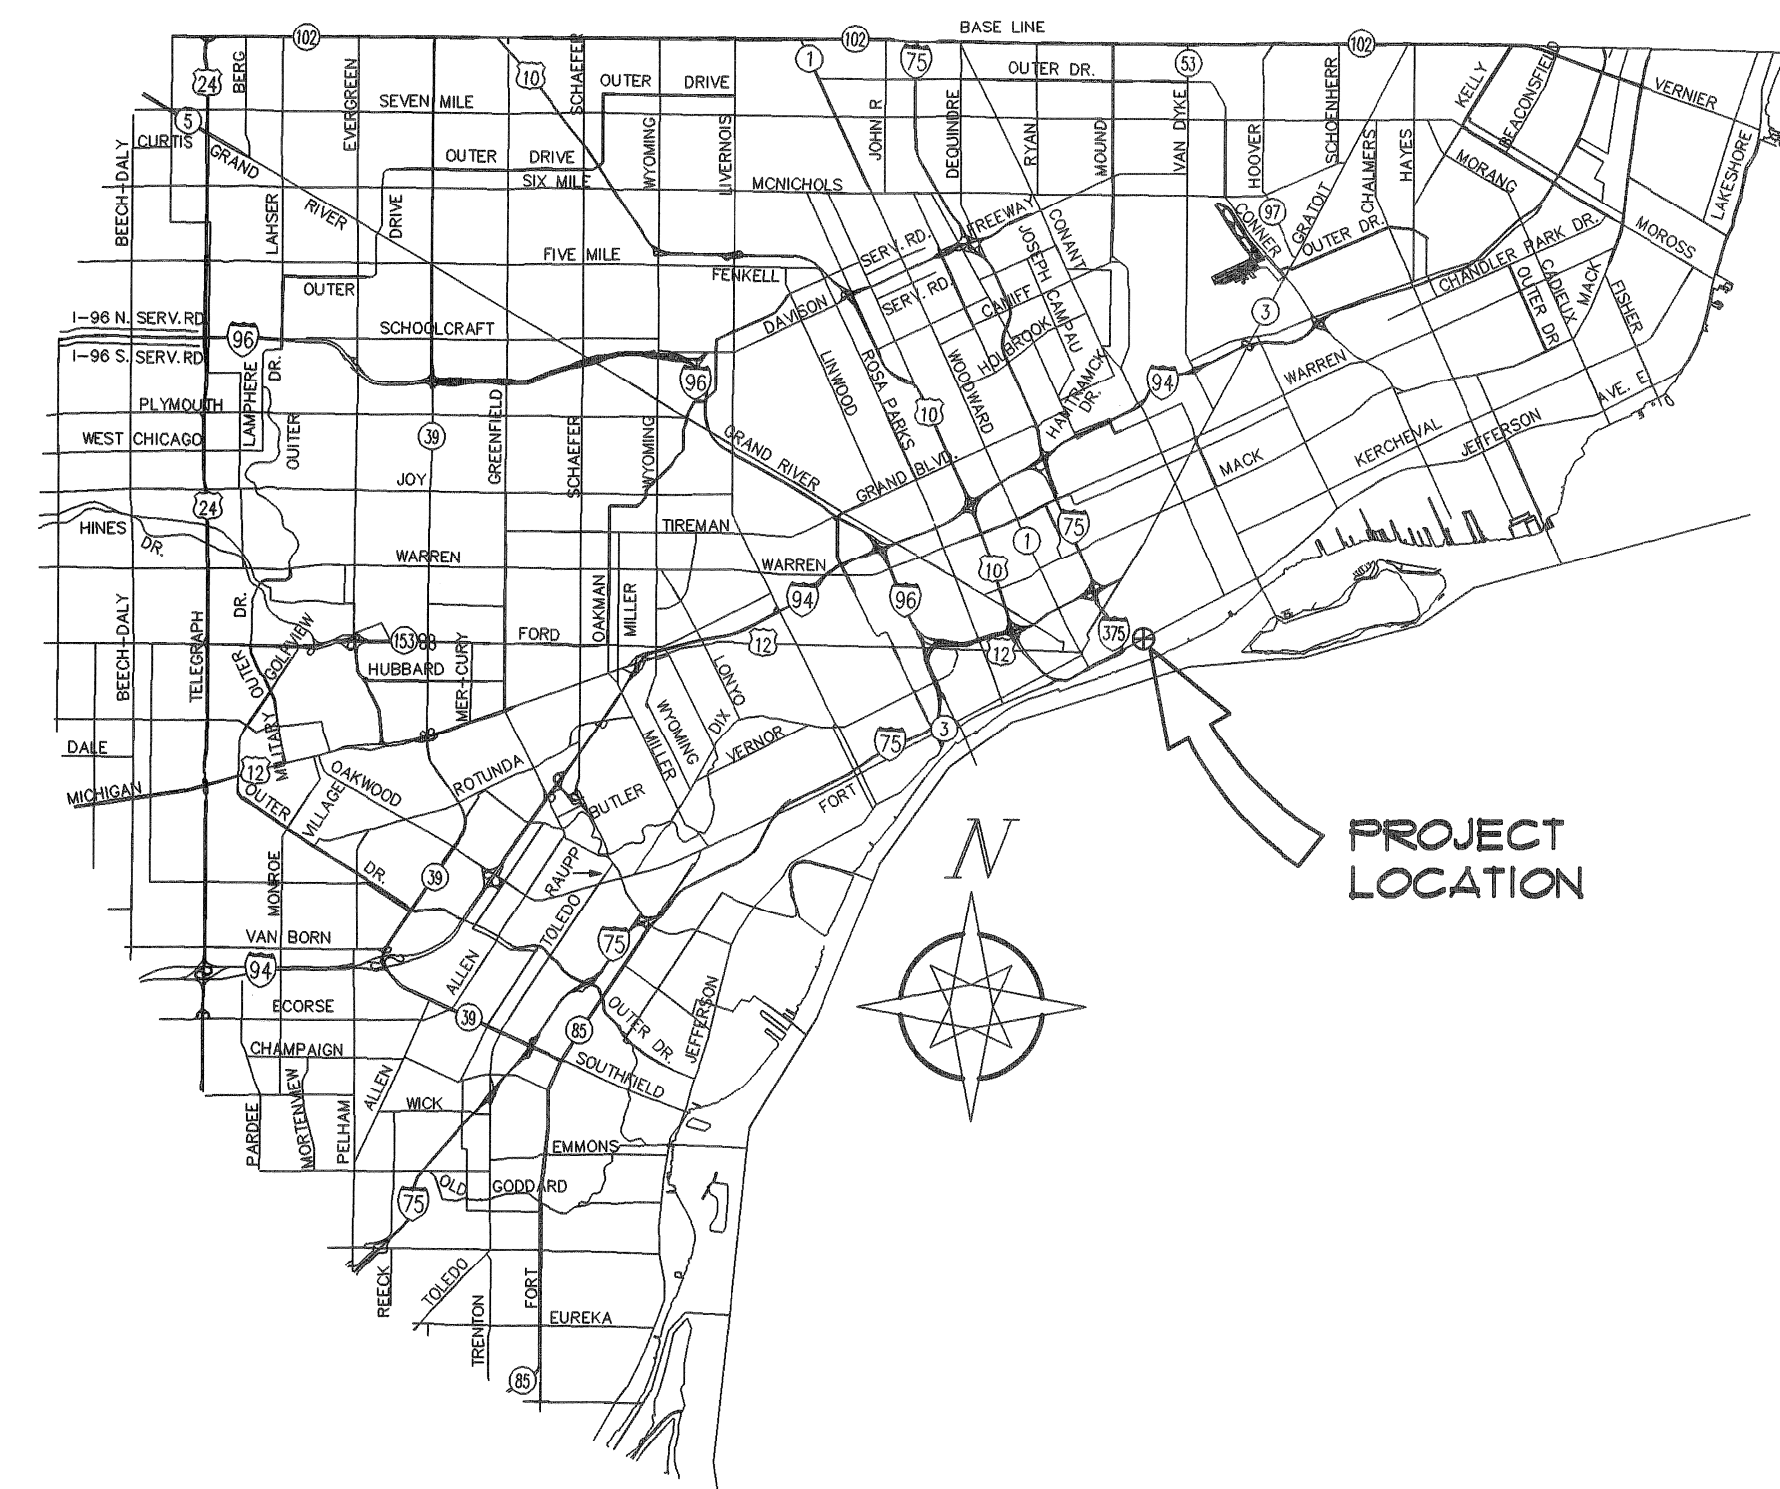 BASE LINE
102
102
102
1
75
53
10
24
BERG
SCHAEFER
OUTER DRIVE
OUTER DR.
KELLY
BEACONSFIELD
VERNIER
EVERGREEN
SEVEN MILE
5
CURTIS
GRAND
RIVER
BEECH-DALY
LAHSER
OUTER DRIVE
SIX MILE
DRIVE
WYOMING
LIVERNOIS
MCNICHOLS
JOHN R
DEQUINDRE
RYAN
MOUND
VAN DYKE
HOOVER
SCHOENHERR
CHALMERS
HAYES
MORANG
LAKESHORE
MOROSS
97
CONNER
GRATOIT
OUTER DR.
FREEWAY
SERV. RD.
CONANT
JOSEPH CAMPAU
FIVE MILE
FENKELL
OUTER
CHANDLER PARK DR.
CADIEUX
MACK
OUTER DR
FISHER
DAVISON
SERV. RD.
CANIFF
HOLBROOK
3
I-96 N. SERV.RD
I-96 S. SERV.RD
96
SCHOOLCRAFT
96
LINWOOD
ROSA PARKS
WOODWARD
HAMTRAMCK DR.
94
WARREN
LAMPHERE
DR.
OUTER
PLYMOUTH
WEST CHICAGO
39
GREENFIELD
SCHAEFER
WYOMING
GRAND RIVER
10
GRAND BLVD.
MACK
KERCHEVAL
JEFFERSON
AVE. E.
JOY
24
HINES
DR.
TIREMAN
WARREN
WARREN
1
75
10
94
96
OAKMAN
MILLER
BEECH-DALY
TELEGRAPH
OUTER
DR.
GOLFVIEW
153
HUBBARD
MER-CURY
FORD
12
12
375
LONYO
WYOMING
MILLER
DIX
VERNOR
75
3
DALE
MICHIGAN
12
MILITARY
OUTER
DR.
OAKWOOD
VILLAGE
ROTUNDA
BUTLER
FORT
PROJECT
LOCATION
N
39
RAUPP
TOLEDO
MONROE
VAN BORN
94
ALLEN
75
ECORSE
39
85
OUTER DR.
JEFFERSON
SOUTHFIELD
CHAMPAIGN
ALLEN
WICK
PARDEE
MORTENVIEW
PELHAM
EMMONS
OLD GODDARD
75
REECK
TOLEDO
TRENTON
FORT
EUREKA
85